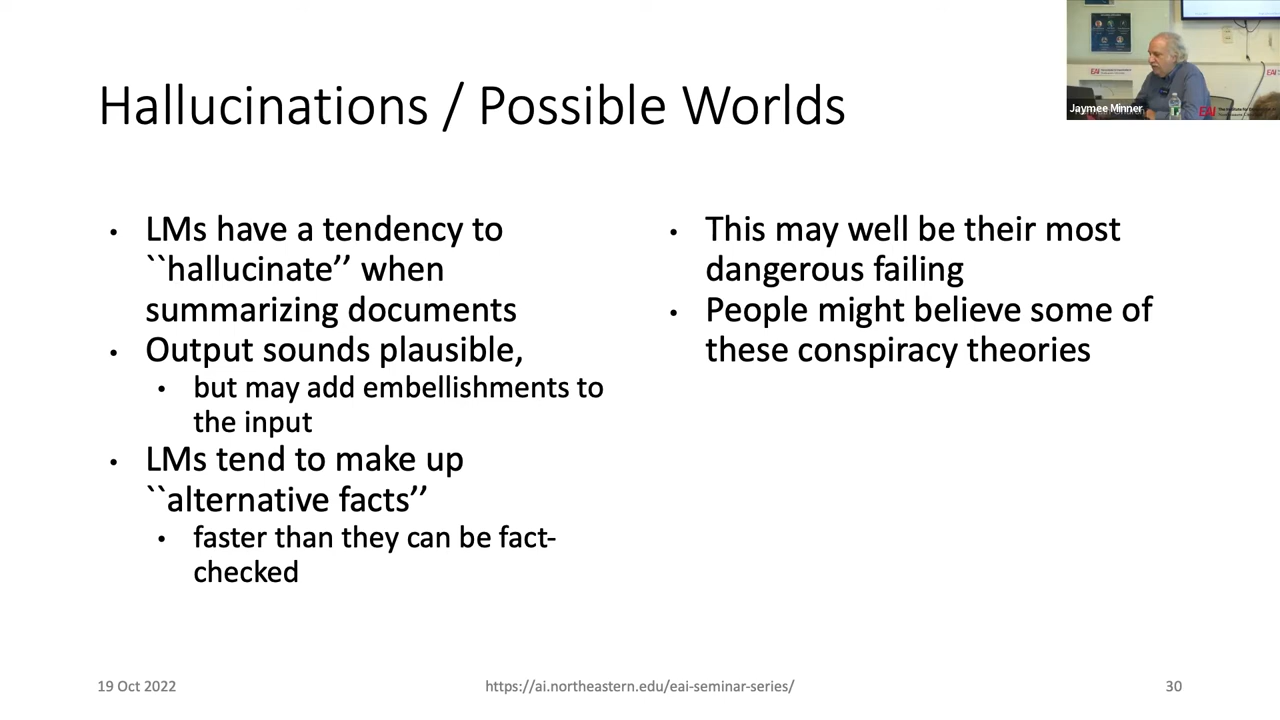 Hallucinations / Possible Worlds
Jaymee Minner
EAI
EAI
EAI
• LMs have a tendency to
``hallucinate’’ when
summarizing documents
• Output sounds plausible,
• but may add embellishments to
the input
• LMs tend to make up
``alternative facts’’
• faster than they can be fact-
checked
• This may well be their most
dangerous failing
• People might believe some of
these conspiracy theories
19 Oct 2022
https://ai.northeastern.edu/eai-seminar-series/
30